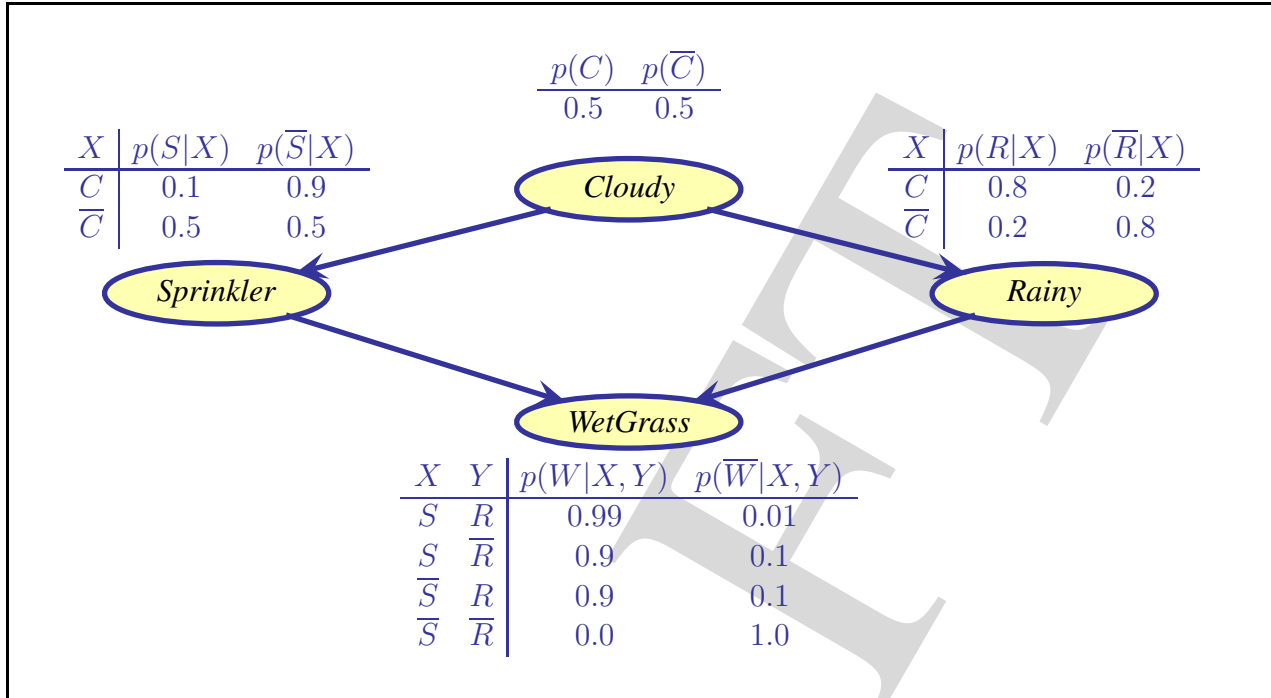 p(C) p(C̅)
0.5 0.5
X p(S|X) p(S̅|X)
C 0.1 0.9
C̅ 0.5 0.5
X p(R|X) p(R̅|X)
C 0.8 0.2
C̅ 0.2 0.8
Cloudy
Sprinkler
Rainy
WetGrass
X Y p(W|X, Y) p(W̅|X, Y)
S R 0.99 0.01
S R̅ 0.9 0.1
S̅ R 0.9 0.1
S̅ R̅ 0.0 1.0
FT